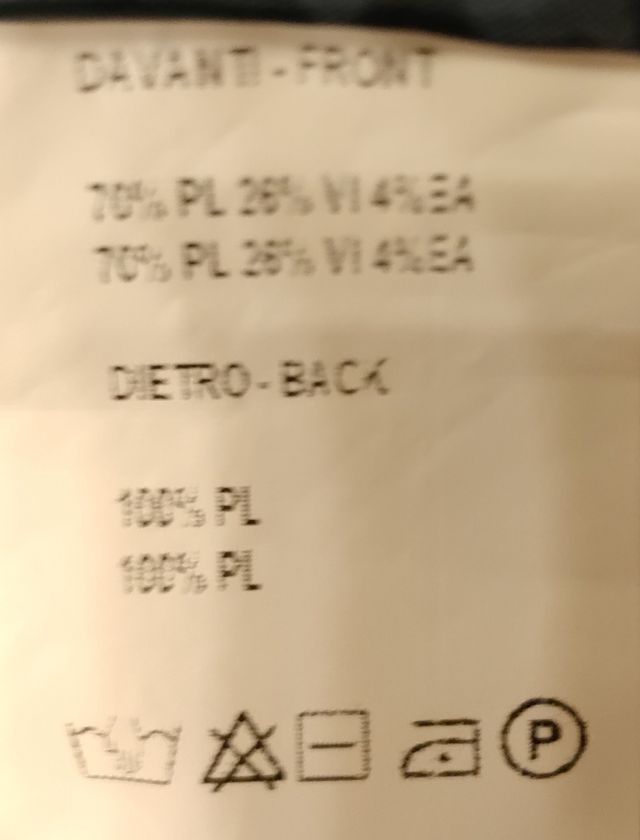 DAVANTI - FRONT
70% PL 26% VI 4% EA
70% PL 26% VI 4% EA
DIETRO - BACK
100% PL
100% PL
P